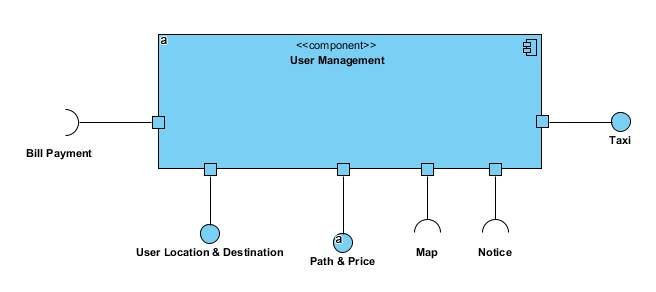 a
<<component>>
User Management
Bill Payment
Taxi
User Location & Destination
a
Path & Price
Map
Notice